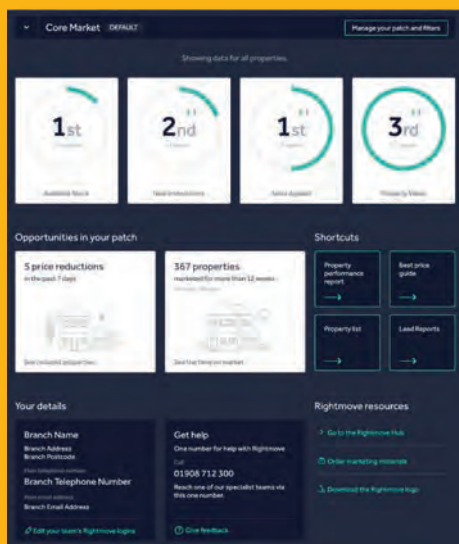 Core Market DEFAULT
Manage your patch and filters
Showing data for all properties
1st
2nd
1st
3rd
Available Stock
New Instructions
Sales Agreed
Property Views
Opportunities in your patch
Shortcuts
5 price reductions
in the past 7 days
367 properties
marketed for more than 12 weeks
Property
performance
report
Best price
guide
Property list
Lead Reports
Your details
Rightmove resources
Branch Name
Branch Address
Branch Postcode
Branch Telephone Number
Branch Email Address
Edit your team's Rightmove logins
Get help
One number for help with Rightmove
Call
01908 712 300
Reach one of our specialist teams via
this one number.
Give feedback
Go to the Rightmove Hub
Order marketing materials
Download the Rightmove logo